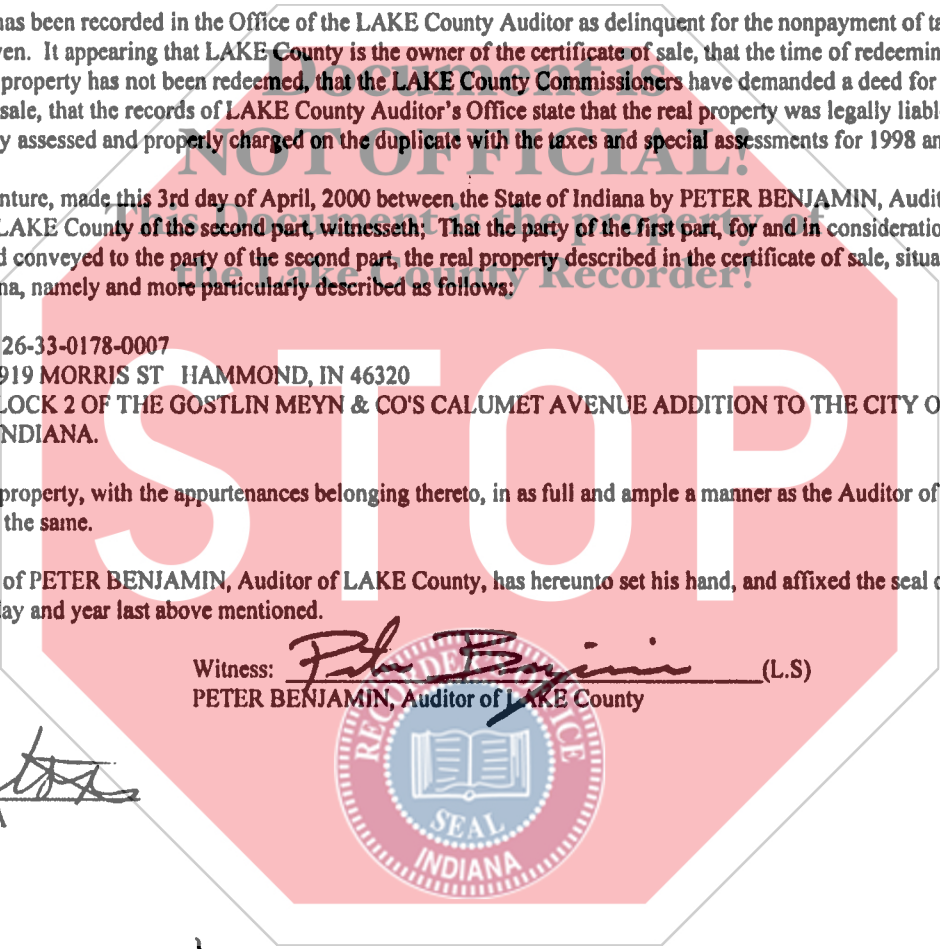 has been recorded in the Office of the LAKE County Auditor as delinquent for the nonpayment of ta
ven. It appearing that LAKE County is the owner of the certificate of sale, that the time of redeemin
property has not been redeemed, that the LAKE County Commissioners have demanded a deed for
sale, that the records of LAKE County Auditor's Office state that the real property was legally liabl
y assessed and properly charged on the duplicate with the taxes and special assessments for 1998 an
Document is
NOT OFFICIAL!
This Document is the property of
the Lake County Recorder!
nture, made this 3rd day of April, 2000 between the State of Indiana by PETER BENJAMIN, Audit
LAKE County of the second part, witnesseth; That the party of the first part, for and in consideratio
d conveyed to the party of the second part, the real property described in the certificate of sale, situa
na, namely and more particularly described as follows:
26-33-0178-0007
919 MORRIS ST HAMMOND, IN 46320
LOCK 2 OF THE GOSTLIN MEYN & CO'S CALUMET AVENUE ADDITION TO THE CITY O
NDIANA.
STOP
property, with the appurtenances belonging thereto, in as full and ample a manner as the Auditor of
the same.
of PETER BENJAMIN, Auditor of LAKE County, has hereunto set his hand, and affixed the seal o
day and year last above mentioned.
Witness: Peter Benjamin (L.S)
PETER BENJAMIN, Auditor of LAKE County
RECORDER'S OFFICE
SEAL
INDIANA